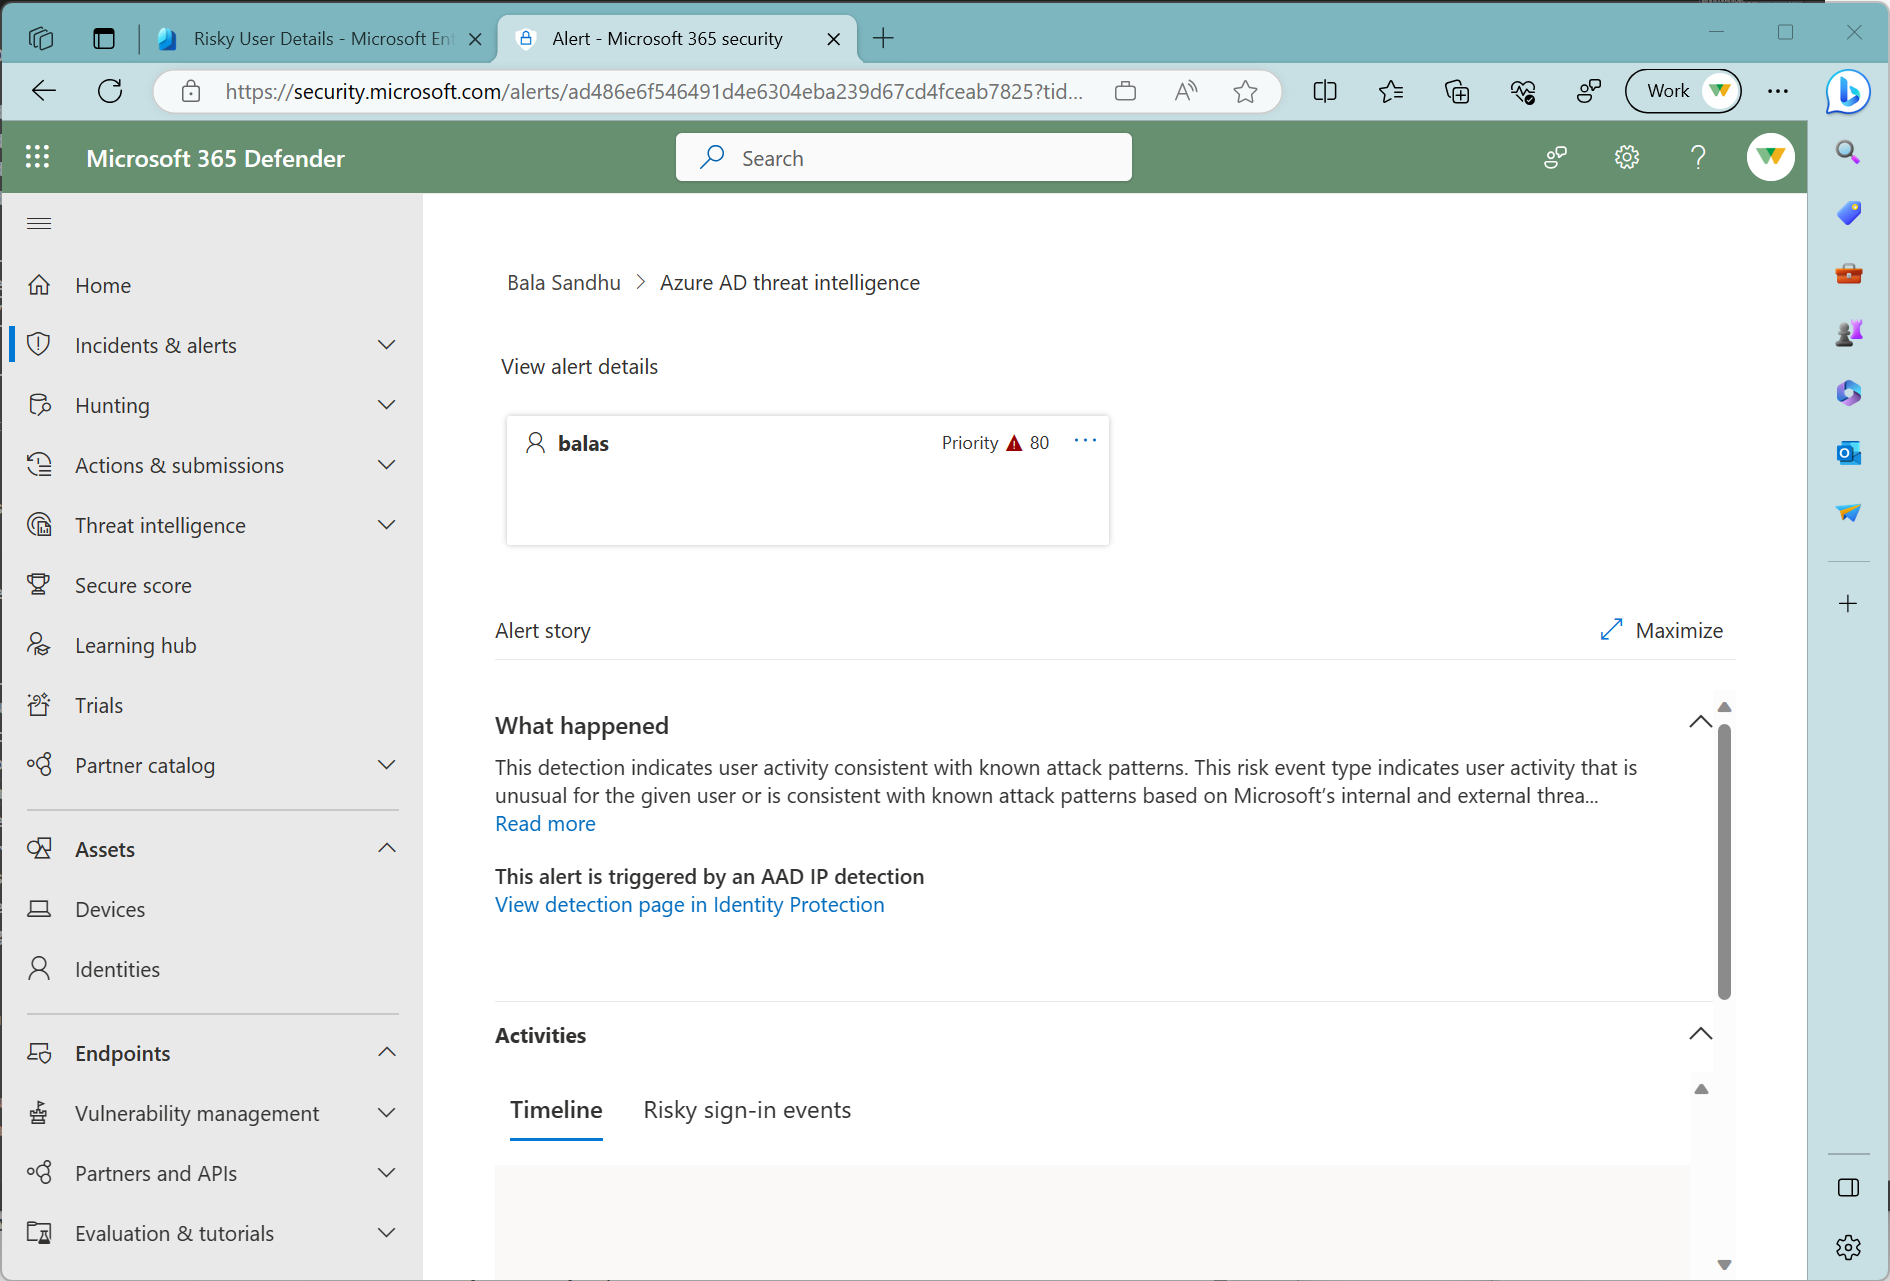 Risky User Details - Microsoft Ent
Alert - Microsoft 365 security
https://security.microsoft.com/alerts/ad486e6f546491d4e6304eba239d67cd4fceab7825?tid...
Work
Microsoft 365 Defender
Search
Home
Incidents & alerts
Hunting
Actions & submissions
Threat intelligence
Secure score
Learning hub
Trials
Partner catalog
Assets
Devices
Identities
Endpoints
Vulnerability management
Partners and APIs
Evaluation & tutorials
Bala Sandhu > Azure AD threat intelligence
View alert details
balas
Priority 80
Alert story
Maximize
What happened
This detection indicates user activity consistent with known attack patterns. This risk event type indicates user activity that is
unusual for the given user or is consistent with known attack patterns based on Microsoft’s internal and external threa...
Read more
This alert is triggered by an AAD IP detection
View detection page in Identity Protection
Activities
Timeline
Risky sign-in events